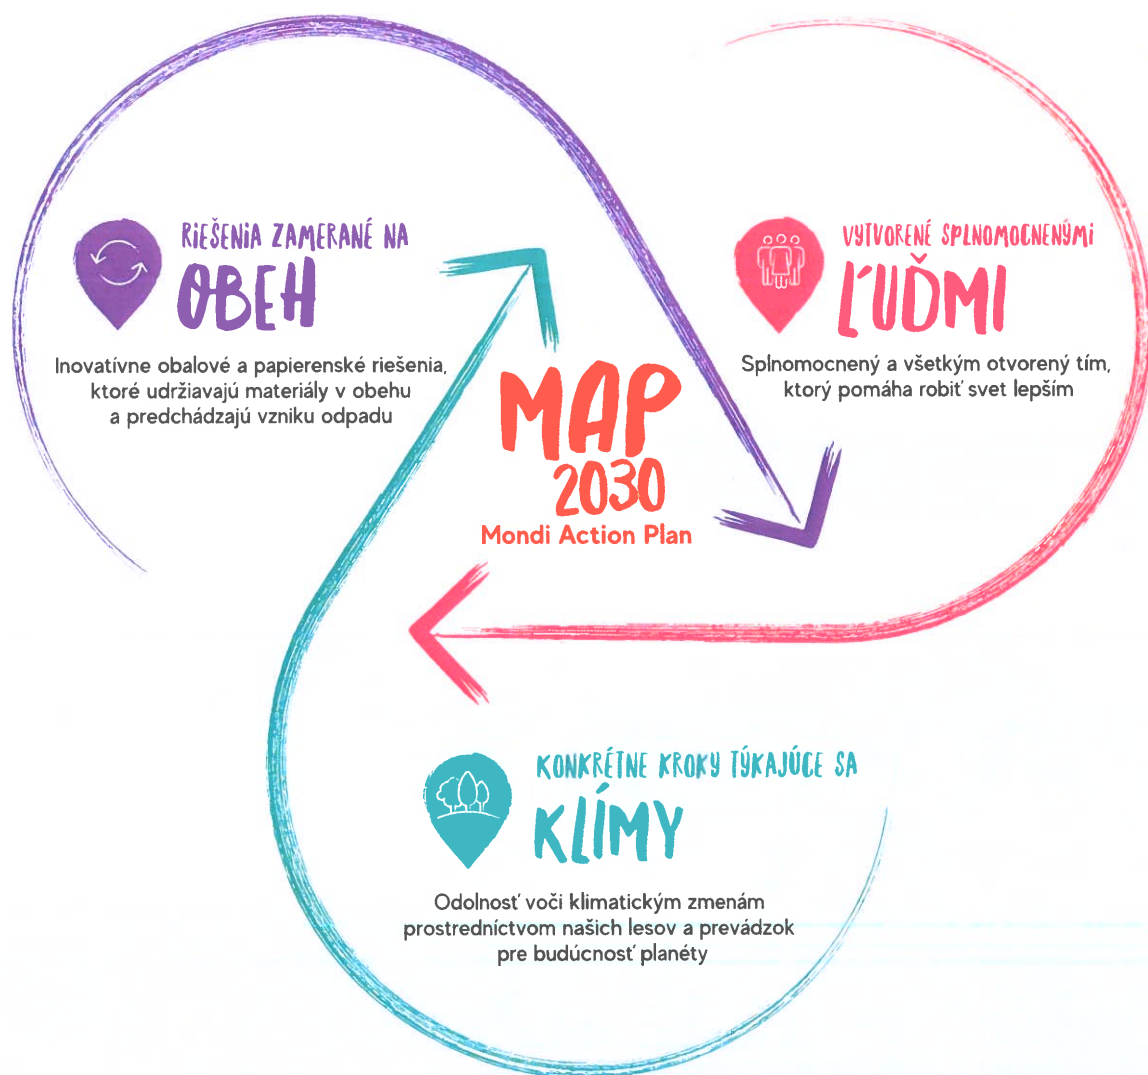 RIEŠENIA ZAMERANÉ NA
OBEH
Inovatívne obalové a papierenské riešenia,
ktoré udržiavajú materiály v obehu
a predchádzajú vzniku odpadu
VYTVORENÉ SPLNOMOCNENÝMI
ĽUĎMI
Splnomocnený a všetkým otvorený tím,
ktorý pomáha robiť svet lepším
MAP
2030
Mondi Action Plan
KONKRÉTNE KROKY TÝKAJÚCE SA
KLÍMY
Odolnosť voči klimatickým zmenám
prostredníctvom našich lesov a prevádzok
pre budúcnosť planéty